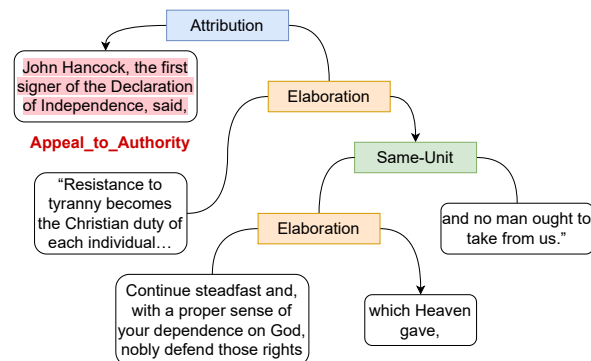 Attribution
John Hancock, the first
signer of the Declaration
of Independence, said,
Appeal_to_Authority
Elaboration
Same-Unit
“Resistance to
tyranny becomes
the Christian duty of
each individual…
Elaboration
and no man ought to
take from us.”
Continue steadfast and,
with a proper sense of
your dependence on God,
nobly defend those rights
which Heaven
gave,